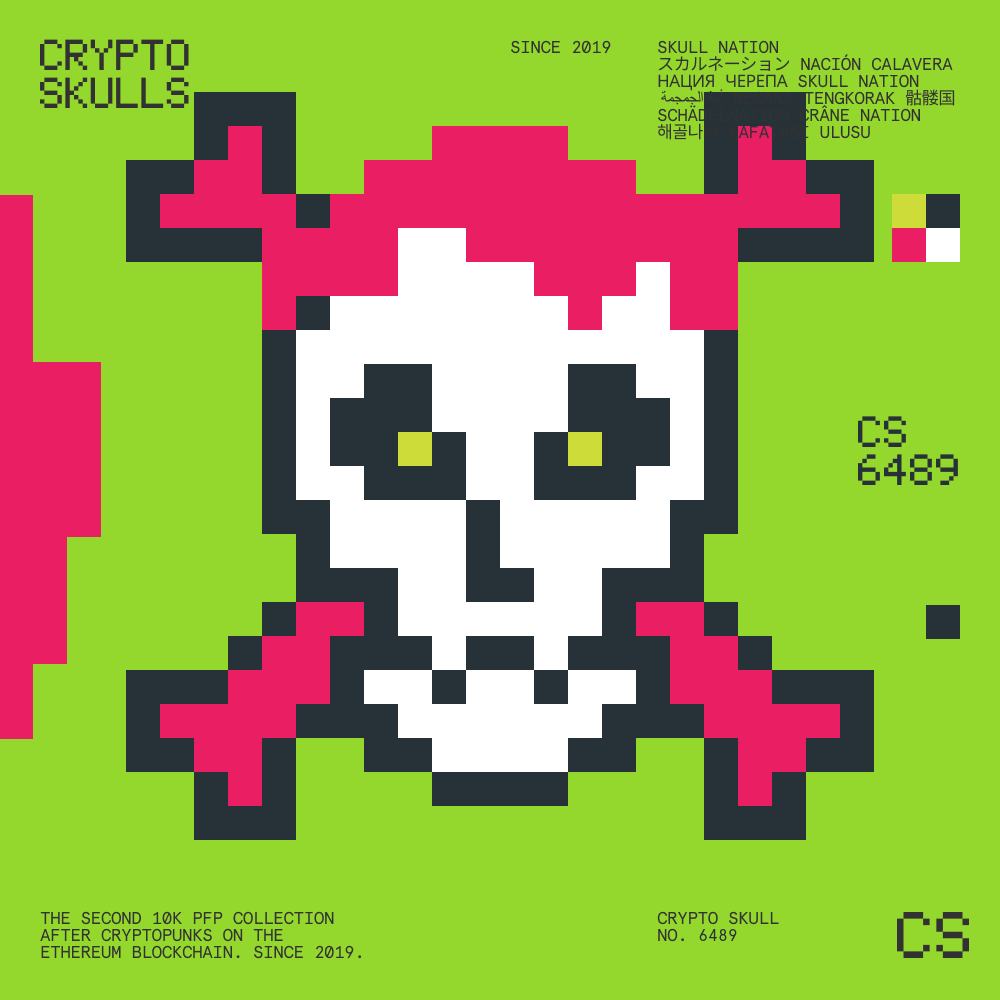 CRYPTO
SKULLS
SINCE 2019
SKULL NATION
スカルネーション NACIÓN CALAVERA
НАЦИЯ ЧЕРЕПА SKULL NATION
الجمجمة TENGKORAK 骷髅国
CRÂNE NATION
해골나 ULUSU
CS
6489
THE SECOND 10K PFP COLLECTION
AFTER CRYPTOPUNKS ON THE
ETHEREUM BLOCKCHAIN. SINCE 2019.
CRYPTO SKULL
NO. 6489
CS